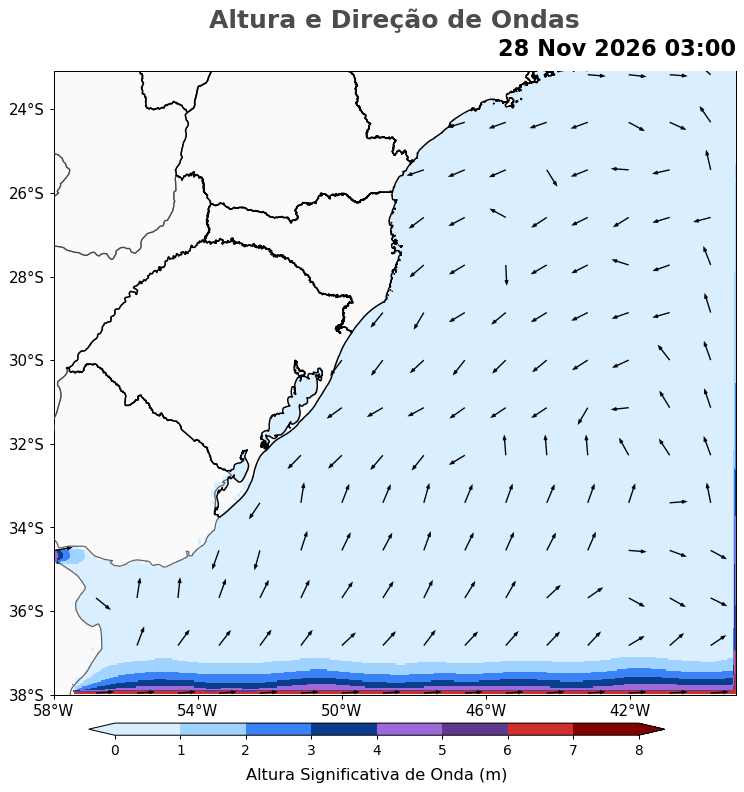 Altura e Direção de Ondas
28 Nov 2026 03:00
24°S
26°S
28°S
30°S
32°S
34°S
36°S
38°S
58°W 54°W 50°W 46°W 42°W
0 1 2 3 4 5 6 7 8
Altura Significativa de Onda (m)